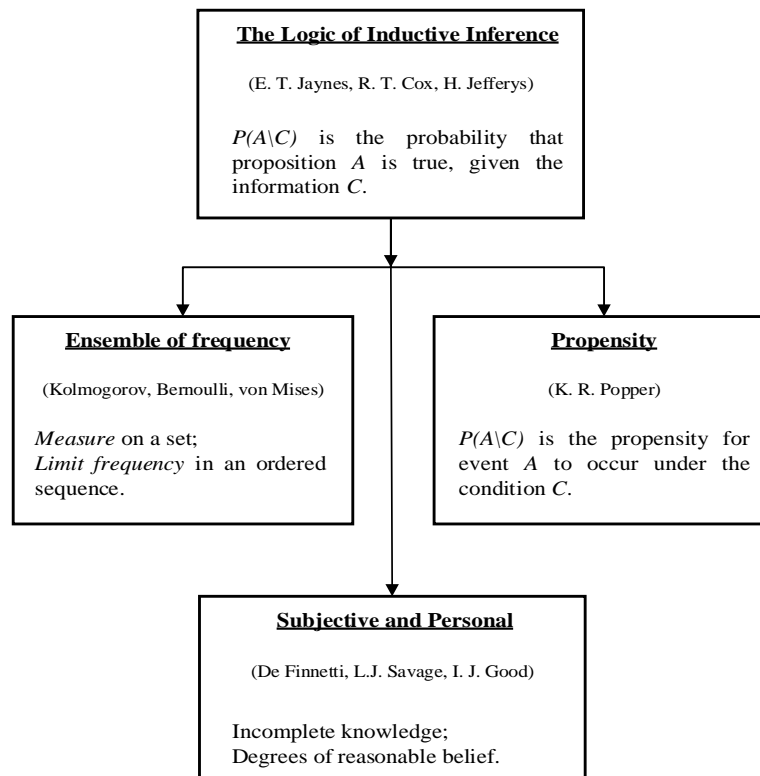 The Logic of Inductive Inference
(E. T. Jaynes, R. T. Cox, H. Jefferys)
P(A\C) is the probability that
proposition A is true, given the
information C.
Ensemble of frequency
(Kolmogorov, Bernoulli, von Mises)
Measure on a set;
Limit frequency in an ordered
sequence.
Propensity
(K. R. Popper)
P(A\C) is the propensity for
event A to occur under the
condition C.
Subjective and Personal
(De Finnetti, L.J. Savage, I. J. Good)
Incomplete knowledge;
Degrees of reasonable belief.